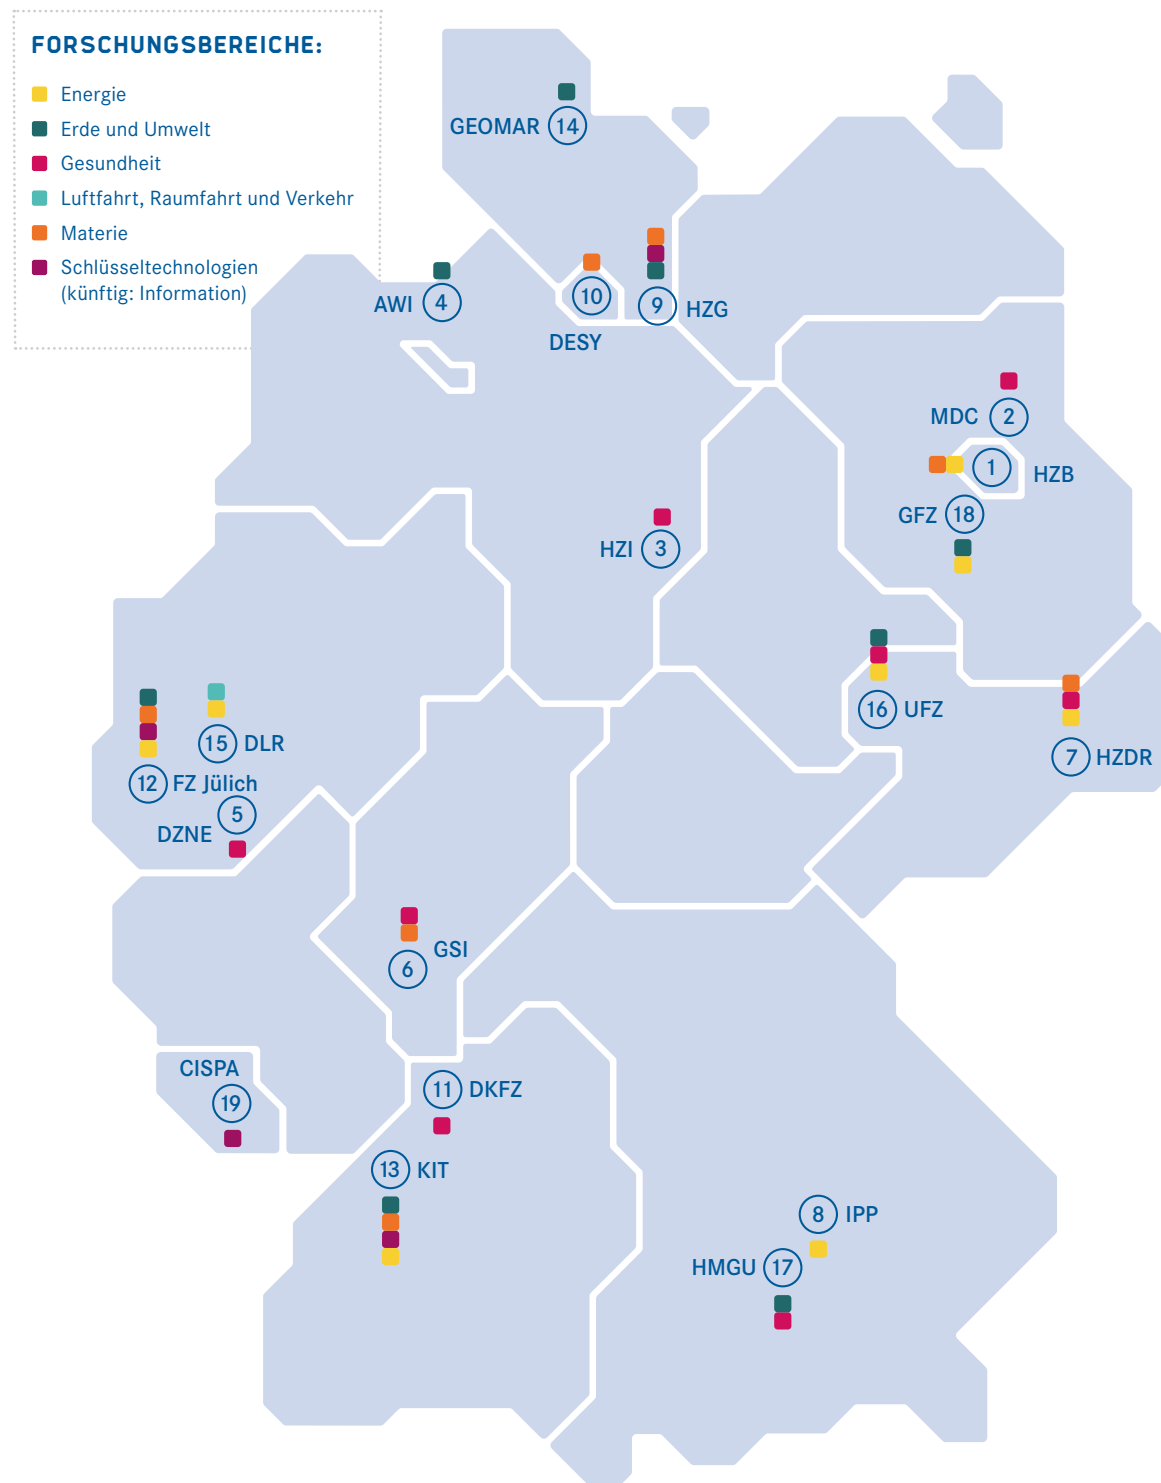 FORSCHUNGSBEREICHE:
Energie
Erde und Umwelt
Gesundheit
Luftfahrt, Raumfahrt und Verkehr
Materie
Schlüsseltechnologien
(künftig: Information)
GEOMAR 14
AWI 4
10
DESY
9 HZG
MDC 2
1 HZB
GFZ 18
HZI 3
16 UFZ
7 HZDR
15 DLR
12 FZ Jülich
5
DZNE
GSI
6
CISPA
19
11 DKFZ
13 KIT
8 IPP
HMGU 17